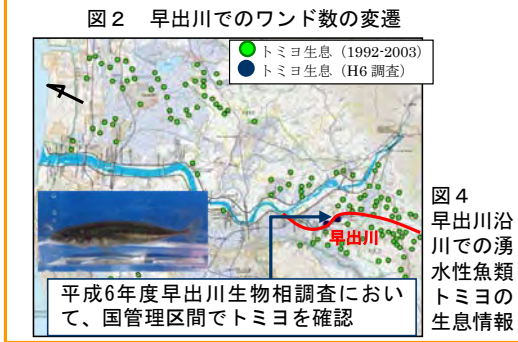 図２　早出川でのワンド数の変遷
トミヨ生息（1992-2003）
トミヨ生息（H6 調査）
早出川
平成6年度早出川生物相調査におい
て、国管理区間でトミヨを確認
図４
早出川沿
川での湧
水性魚類
トミヨの
生息情報